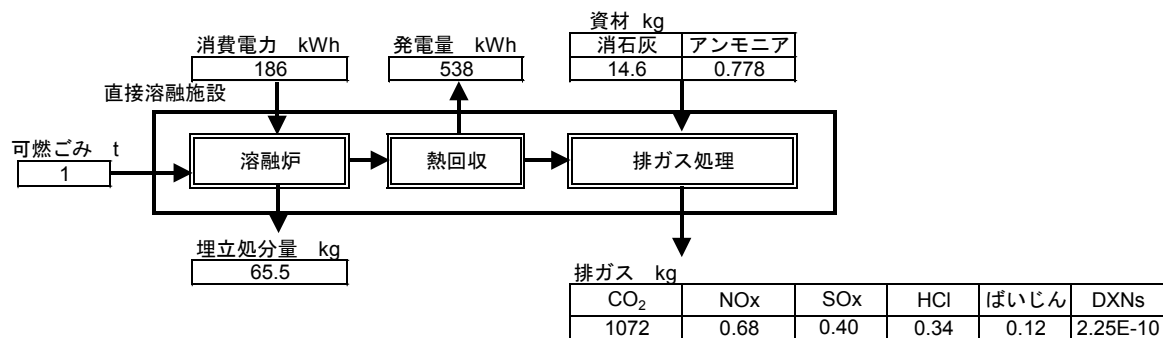 資材 kg
消費電力 kWh 発電量 kWh 消石灰 アンモニア
186 538 14.6 0.778
直接溶融施設
可燃ごみ t
1 溶融炉 熱回収 排ガス処理
埋立処分量 kg
65.5
排ガス kg
CO₂ NOx SOx HCl ばいじん DXNs
1072 0.68 0.40 0.34 0.12 2.25E-10